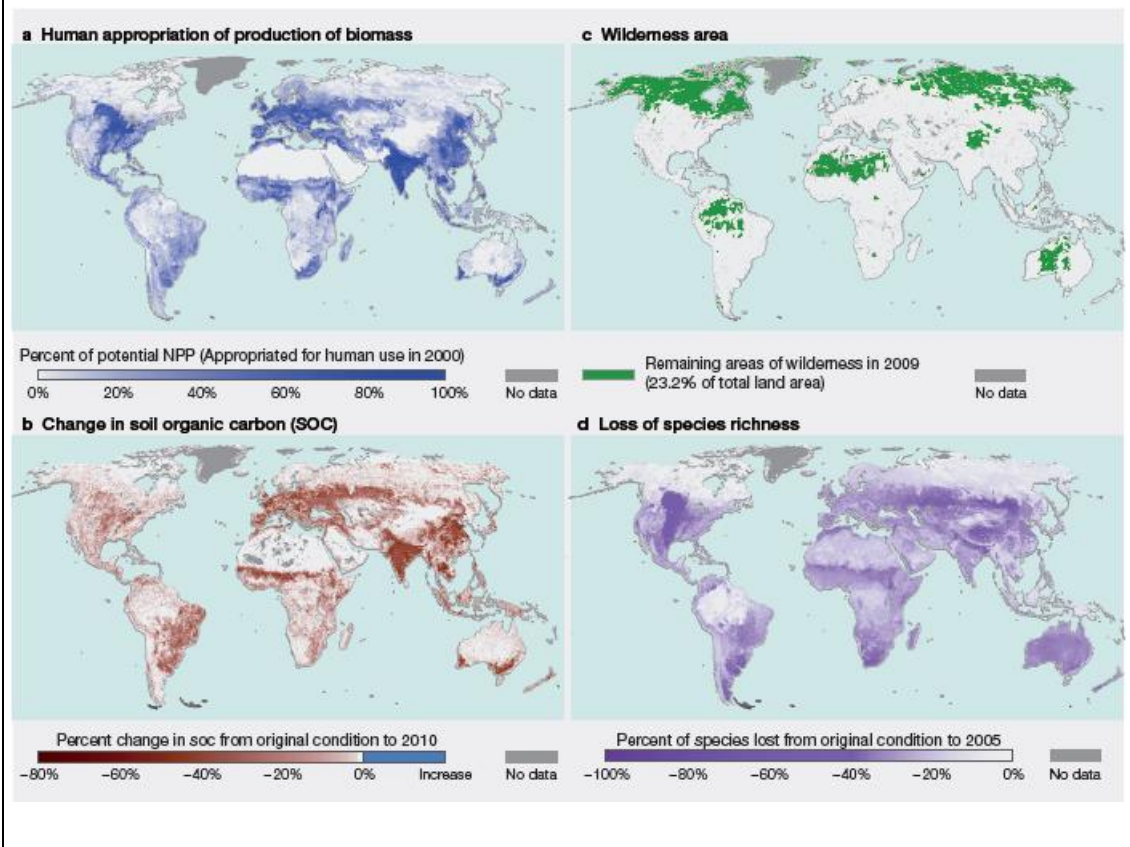 a Human appropriation of production of biomass
Percent of potential NPP (Appropriated for human use in 2000)
0% 20% 40% 60% 80% 100% No data
c Wilderness area
Remaining areas of wilderness in 2009
(23.2% of total land area)
No data
b Change in soil organic carbon (SOC)
Percent change in soc from original condition to 2010
−80% −60% −40% −20% 0% Increase No data
d Loss of species richness
Percent of species lost from original condition to 2005
−100% −80% −60% −40% −20% 0% No data